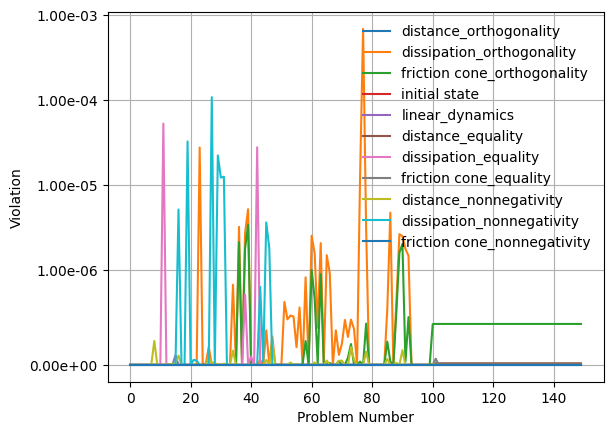 1.00e-03
1.00e-04
1.00e-05
1.00e-06
0.00e+00
Violation
0 20 40 60 80 100 120 140
Problem Number
distance_orthogonality
dissipation_orthogonality
friction cone_orthogonality
initial state
linear_dynamics
distance_equality
dissipation_equality
friction cone_equality
distance_nonnegativity
dissipation_nonnegativity
friction cone_nonnegativity